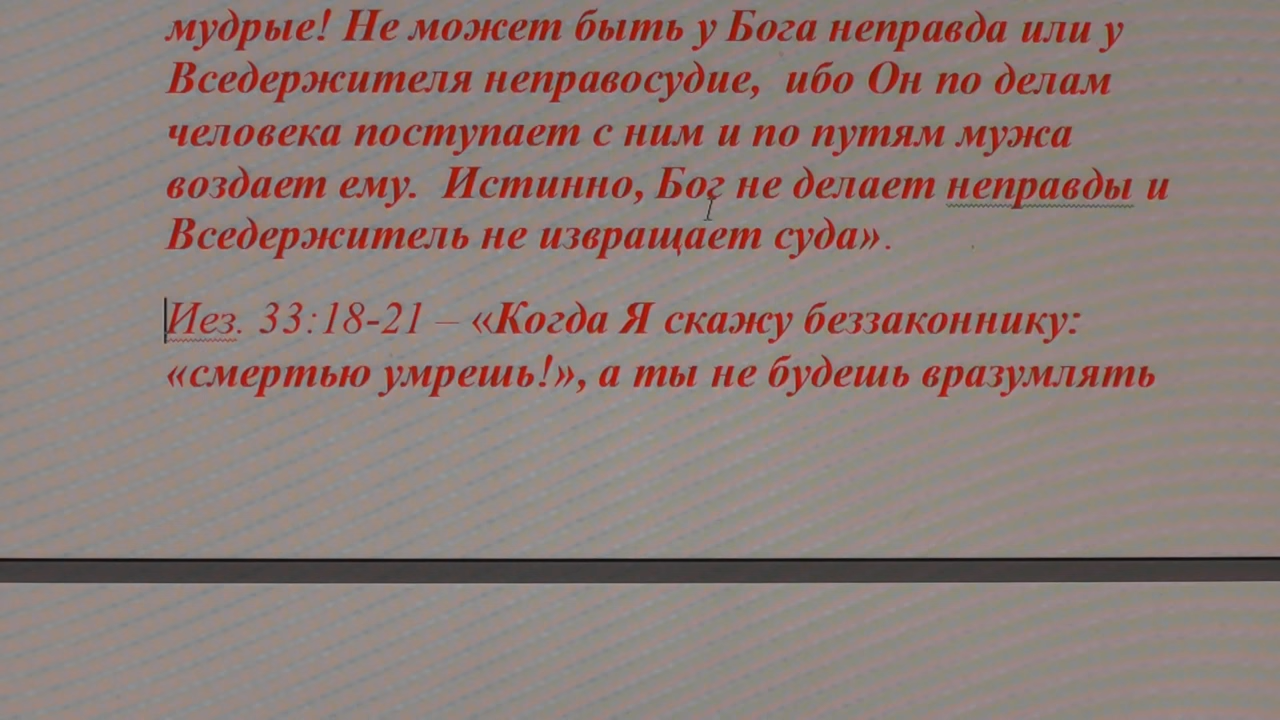 мудрые! Не может быть у Бога неправда или у
Вседержителя неправосудие, ибо Он по делам
человека поступает с ним и по путям мужа
воздает ему. Истинно, Бог не делает неправды и
Вседержитель не извращает суда».
Иез. 33:18-21 – «Когда Я скажу беззаконнику:
«смертью умрешь!», а ты не будешь вразумлять